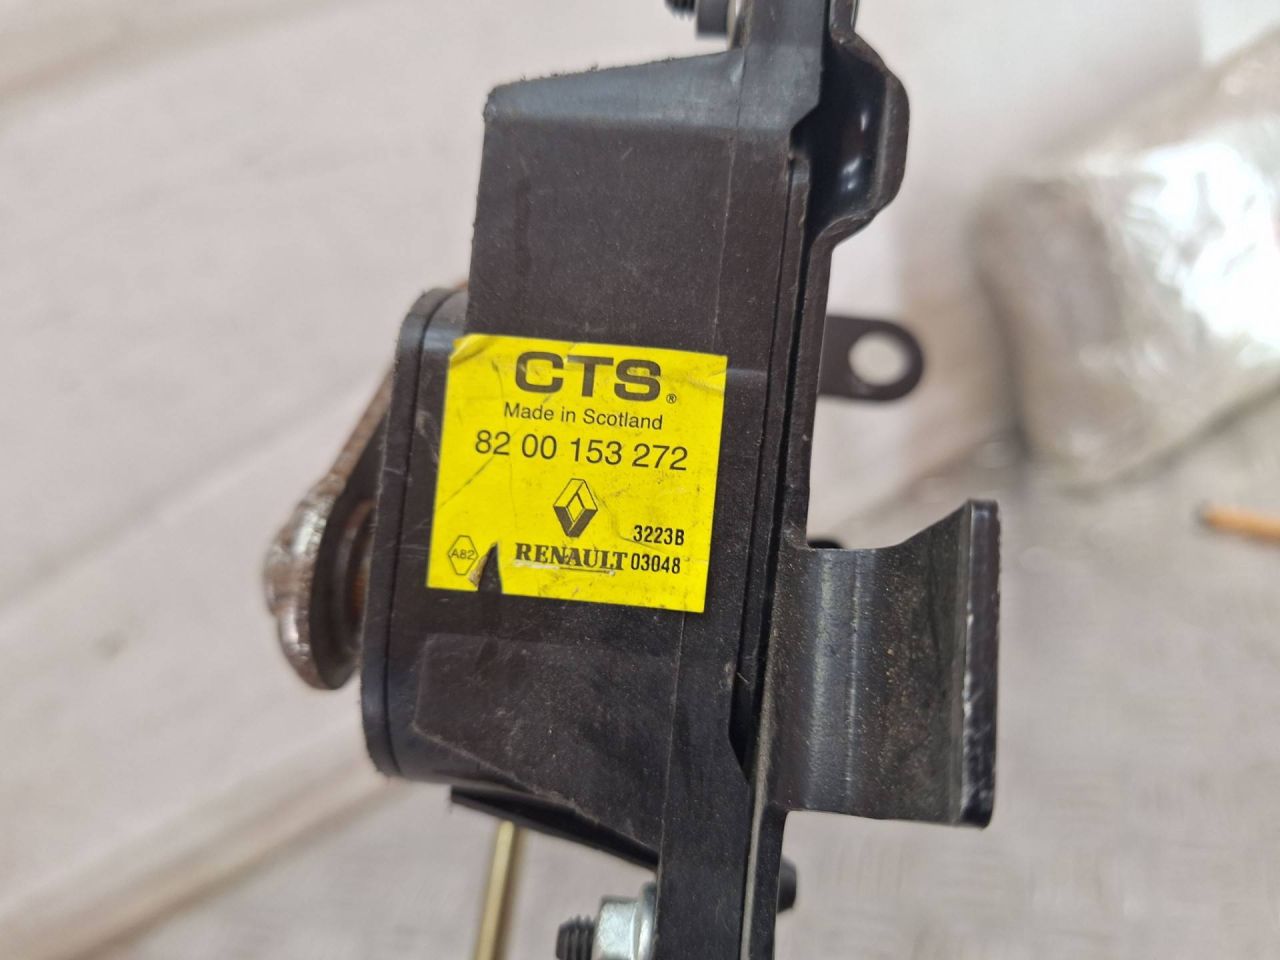 CTS®
Made in Scotland
82 00 153 272
3223B
A82 RENAULT 03048